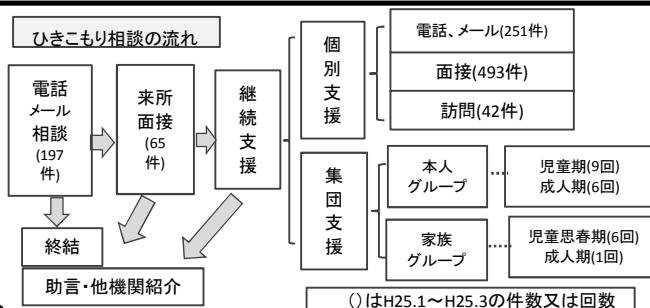 ひきこもり相談の流れ
電話
メール
相談
(197
件)
来所
面接
(65
件)
継
続
支
援
終結
助言・他機関紹介
個
別
支
援
電話、メール(251件)
面接(493件)
訪問(42件)
集
団
支
援
本人
グループ
児童期(9回)
成人期(6回)
家族
グループ
児童思春期(6回)
成人期(1回)
()はH25.1~H25.3の件数又は回数